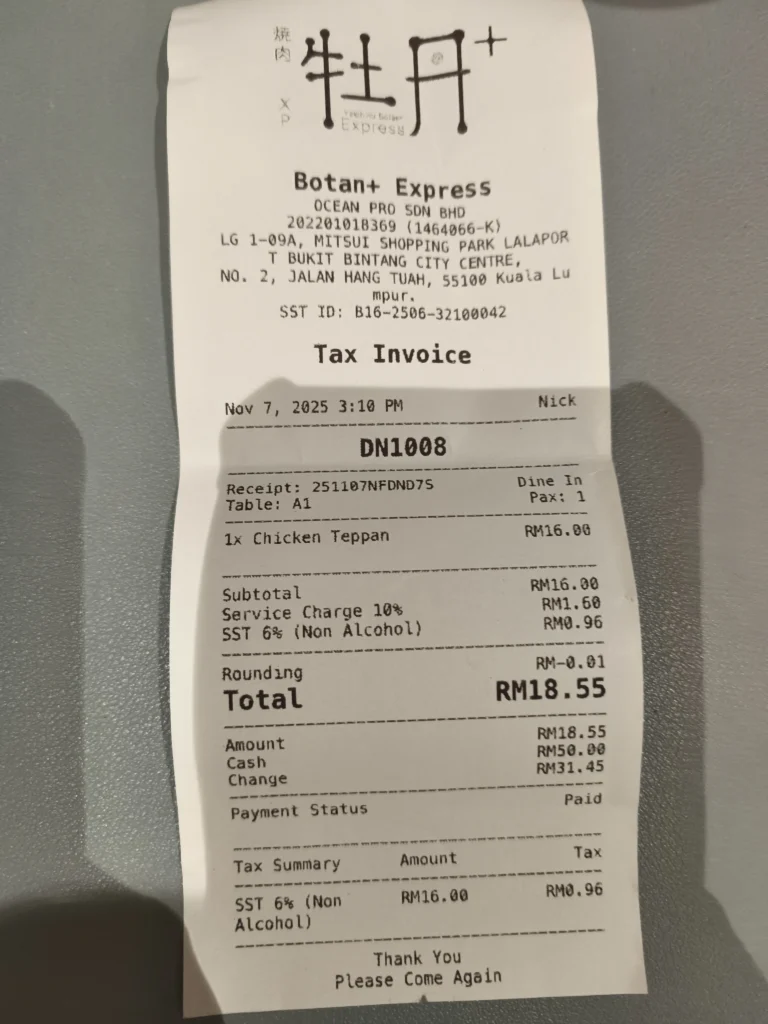 焼肉
牡丹+
XP
Express
Botan+ Express
OCEAN PRO SDN BHD
202201018369 (1464066-K)
LG 1-09A, MITSUI SHOPPING PARK LALAPOR
T BUKIT BINTANG CITY CENTRE,
NO. 2, JALAN HANG TUAH, 55100 Kuala Lu
mpur.
SST ID: B16-2506-32100042
Tax Invoice
Nov 7, 2025 3:10 PM Nick
DN1008
Receipt: 251107NFDND7S Dine In
Table: A1 Pax: 1
1x Chicken Teppan RM16.00
Subtotal RM16.00
Service Charge 10% RM1.60
SST 6% (Non Alcohol) RM0.96
Rounding RM-0.01
Total RM18.55
Amount RM18.55
Cash RM50.00
Change RM31.45
Payment Status Paid
Tax Summary Amount Tax
SST 6% (Non RM16.00 RM0.96
Alcohol)
Thank You
Please Come Again